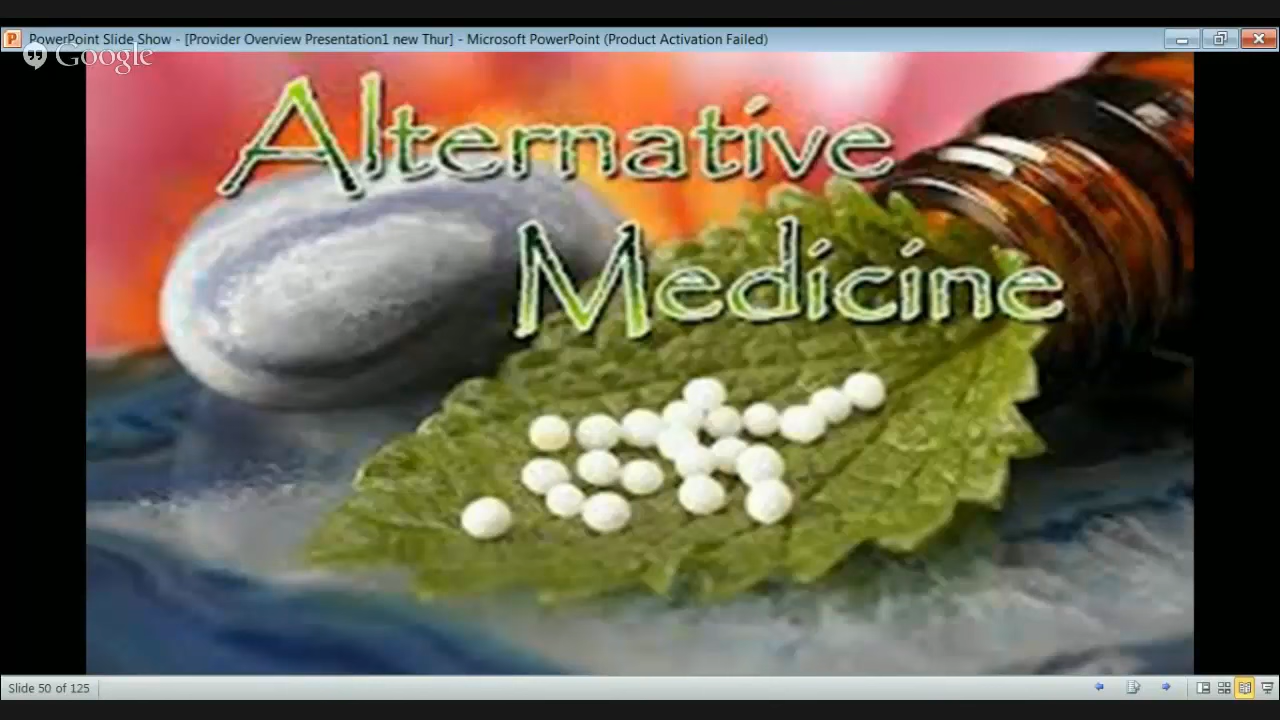 PowerPoint Slide Show - [Provider Overview Presentation1 new Thur] - Microsoft PowerPoint (Product Activation Failed)
Google
Alternative
Medicine
Slide 50 of 125